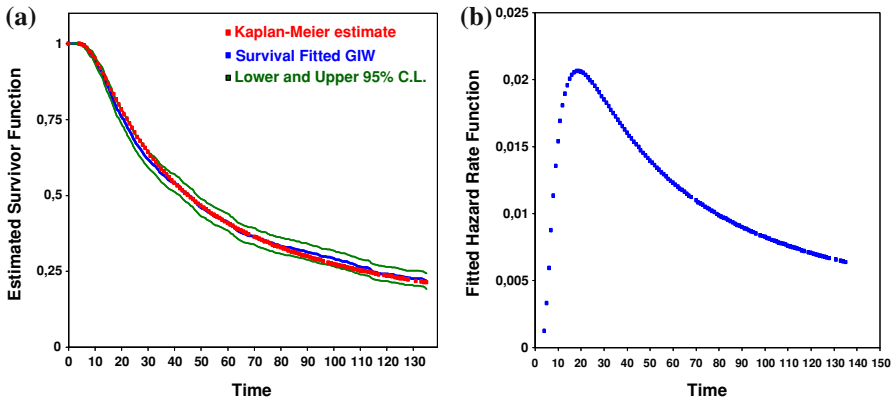 (a)
Kaplan-Meier estimate
Survival Fitted GIW
Lower and Upper 95% C.L.
Estimated Survivor Function
1
0,75
0,5
0,25
0
0 10 20 30 40 50 60 70 80 90 100 110 120 130
Time
(b)
Fitted Hazard Rate Function
0,025
0,02
0,015
0,01
0,005
0
0 10 20 30 40 50 60 70 80 90 100 110 120 130 140 150
Time